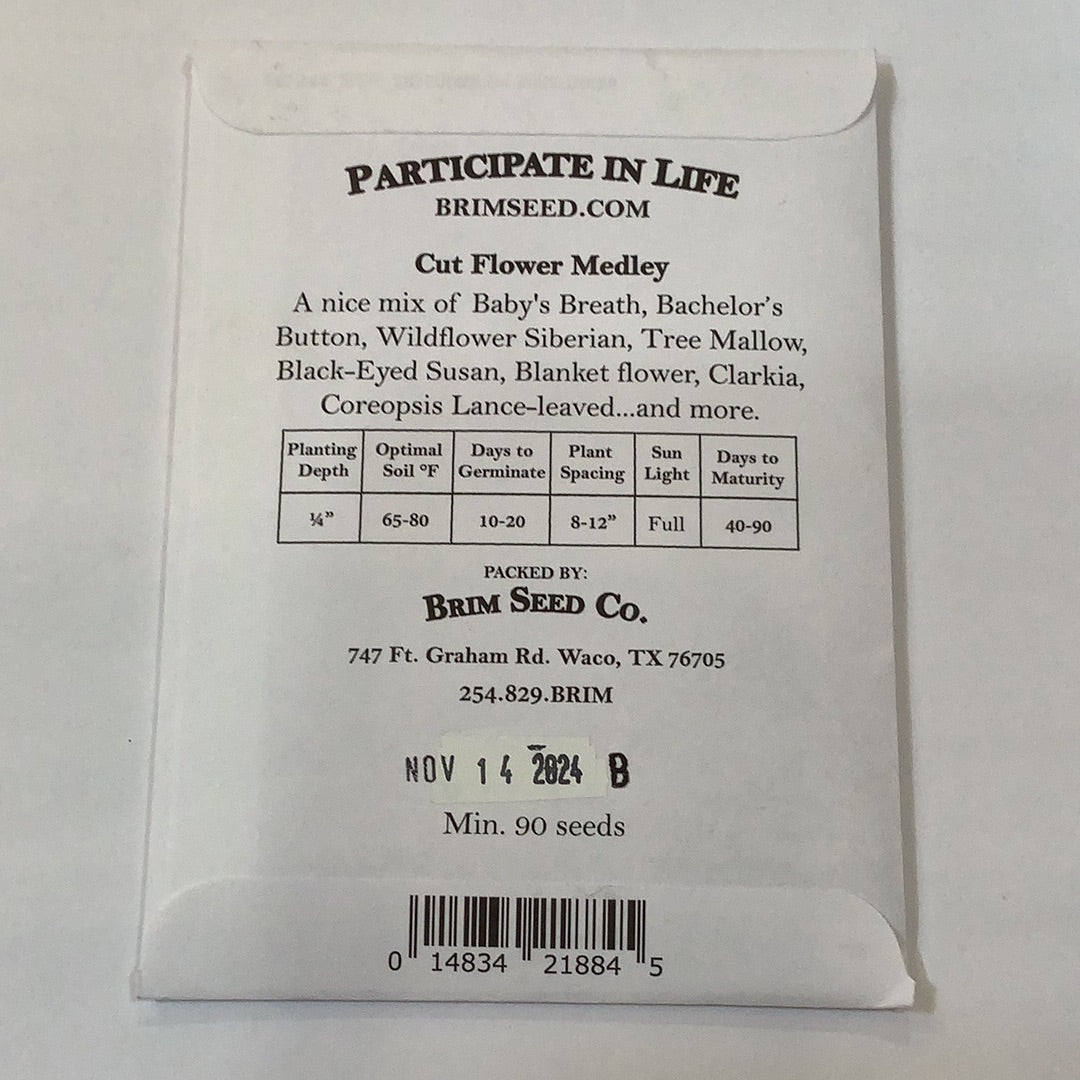 PARTICIPATE IN LIFE
BRIMSEED.COM
Cut Flower Medley
A nice mix of Baby's Breath, Bachelor's
Button, Wildflower Siberian, Tree Mallow,
Black-Eyed Susan, Blanket flower, Clarkia,
Coreopsis Lance-leaved...and more.
Planting Depth Optimal Soil °F Days to Germinate Plant Spacing Sun Light Days to Maturity
¼” 65-80 10-20 8-12” Full 40-90
PACKED BY:
BRIM SEED CO.
747 Ft. Graham Rd. Waco, TX 76705
254.829.BRIM
NOV 14 2024 B
Min. 90 seeds
0 14834 21884 5